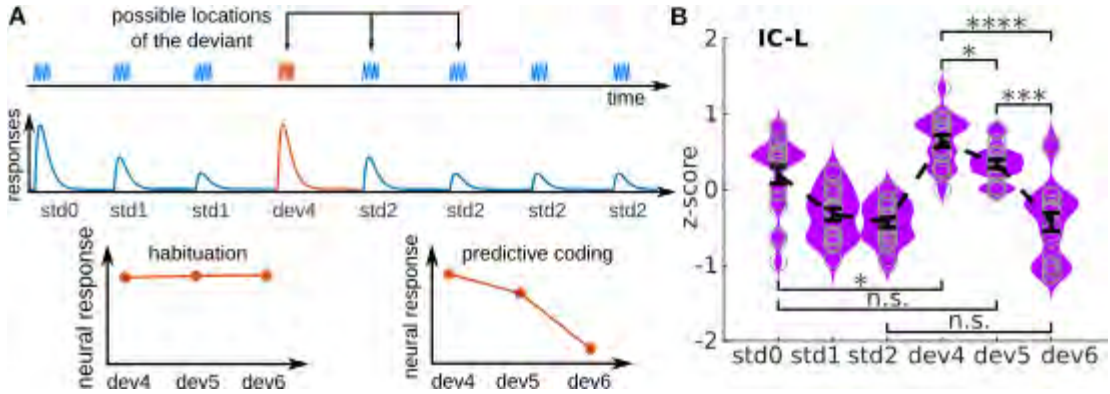 A
possible locations
of the deviant
time
responses
std0 std1 std1 dev4 std2 std2 std2 std2
habituation
neural response
dev4 dev5 dev6
predictive coding
neural response
dev4 dev5 dev6
B
IC-L
****
*
***
2
1
0
-1
-2
z-score
*
n.s.
n.s.
std0 std1 std2 dev4 dev5 dev6